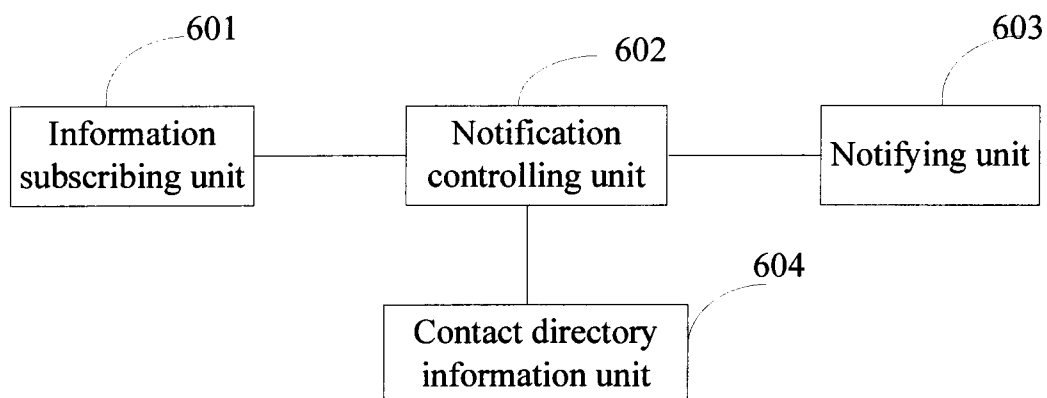 601
602
603
Information
subscribing unit
Notification
controlling unit
Notifying unit
604
Contact directory
information unit